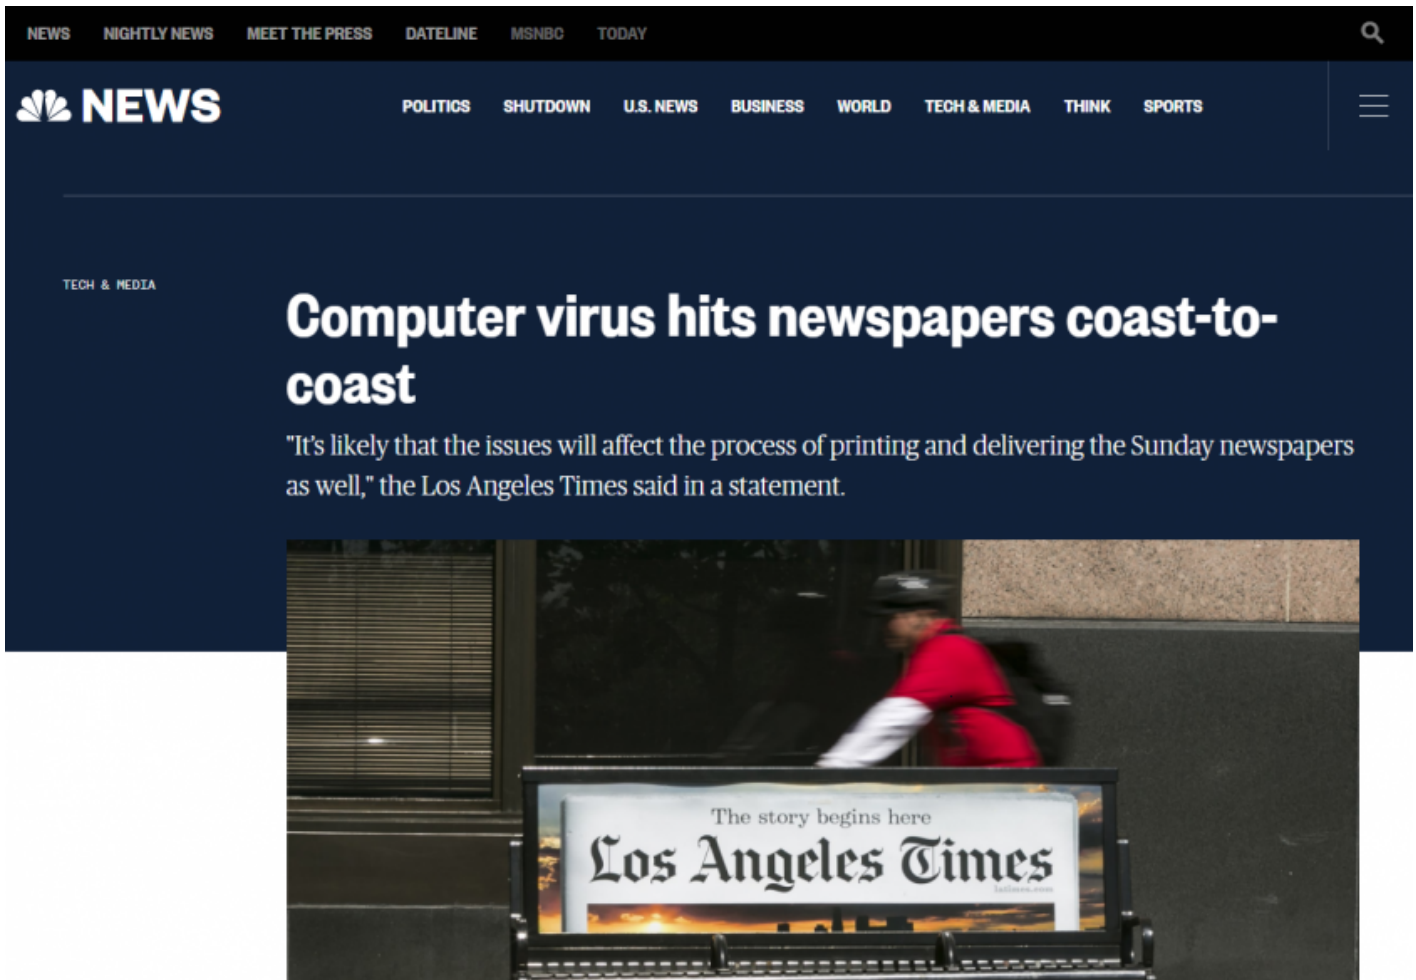 NEWS NIGHTLY NEWS MEET THE PRESS DATELINE MSNBC TODAY
NEWS POLITICS SHUTDOWN U.S. NEWS BUSINESS WORLD TECH & MEDIA THINK SPORTS
TECH & MEDIA
Computer virus hits newspapers coast-to-
coast
"It's likely that the issues will affect the process of printing and delivering the Sunday newspapers
as well," the Los Angeles Times said in a statement.
The story begins here
Los Angeles Times
latimes.com